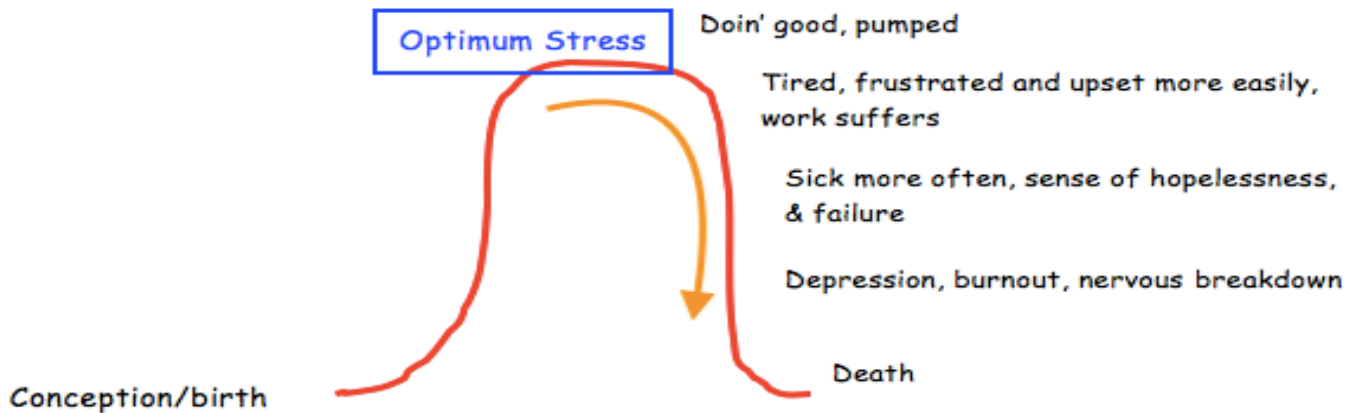 Optimum Stress
Doin' good, pumped
Tired, frustrated and upset more easily,
work suffers
Sick more often, sense of hopelessness,
& failure
Depression, burnout, nervous breakdown
Death
Conception/birth